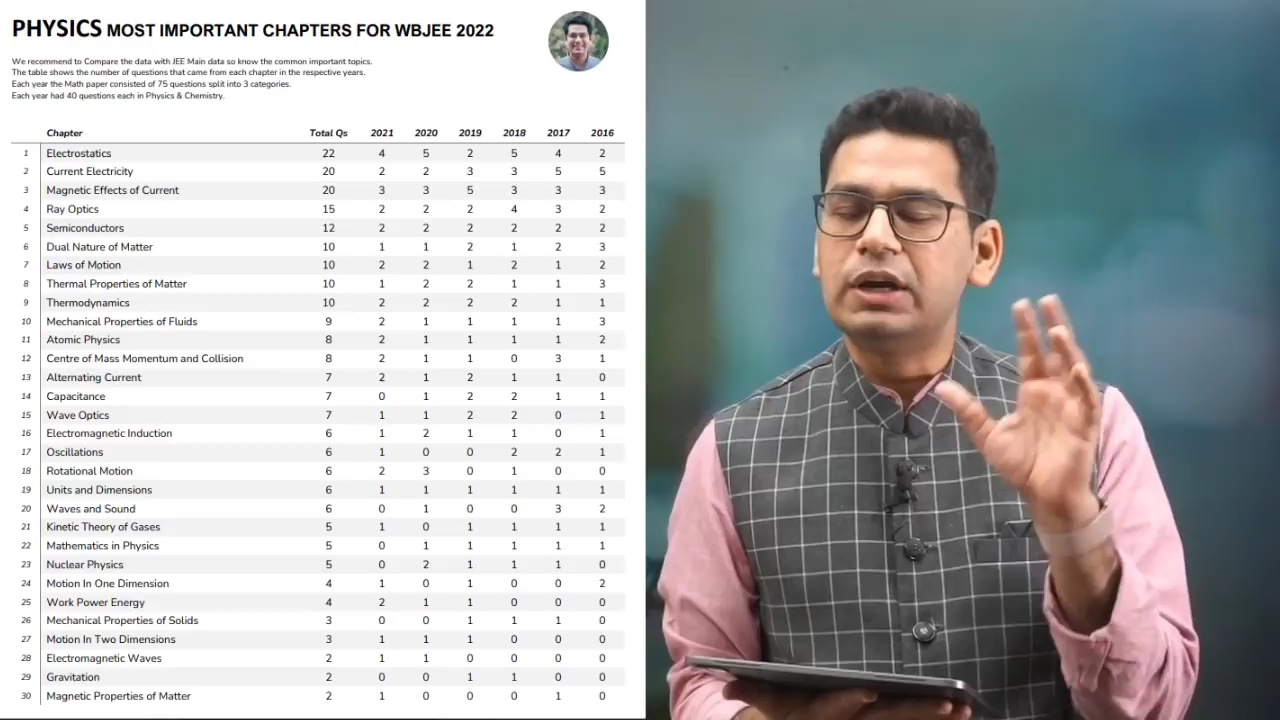 PHYSICS MOST IMPORTANT CHAPTERS FOR WBJEE 2022
We recommend to Compare the data with JEE Main data so know the common important topics.
The table shows the number of questions that came from each chapter in the respective years.
Each year the Math paper consisted of 75 questions split into 3 categories.
Each year had 40 questions each in Physics & Chemistry.
Chapter Total Qs 2021 2020 2019 2018 2017 2016
1 Electrostatics 22 4 5 2 5 4 2
2 Current Electricity 20 2 2 3 3 5 5
3 Magnetic Effects of Current 20 3 3 5 3 3 3
4 Ray Optics 15 2 2 2 4 3 2
5 Semiconductors 12 2 2 2 2 2 2
6 Dual Nature of Matter 10 1 1 2 1 2 3
7 Laws of Motion 10 2 2 1 2 1 2
8 Thermal Properties of Matter 10 1 2 2 1 1 3
9 Thermodynamics 10 2 2 2 2 1 1
10 Mechanical Properties of Fluids 9 2 1 1 1 1 3
11 Atomic Physics 8 2 1 1 1 1 2
12 Centre of Mass Momentum and Collision 8 2 1 1 0 3 1
13 Alternating Current 7 2 1 2 1 1 0
14 Capacitance 7 0 1 2 2 1 1
15 Wave Optics 7 1 1 2 2 0 1
16 Electromagnetic Induction 6 1 2 1 1 0 1
17 Oscillations 6 1 0 0 2 2 1
18 Rotational Motion 6 2 3 0 1 0 0
19 Units and Dimensions 6 1 1 1 1 1 1
20 Waves and Sound 6 0 1 0 0 3 2
21 Kinetic Theory of Gases 5 1 0 1 1 1 1
22 Mathematics in Physics 5 0 1 1 1 1 1
23 Nuclear Physics 5 0 2 1 1 1 0
24 Motion In One Dimension 4 1 0 1 0 0 2
25 Work Power Energy 4 2 1 1 0 0 0
26 Mechanical Properties of Solids 3 0 0 1 1 1 0
27 Motion In Two Dimensions 3 1 1 1 0 0 0
28 Electromagnetic Waves 2 1 1 0 0 0 0
29 Gravitation 2 0 0 1 1 0 0
30 Magnetic Properties of Matter 2 1 0 0 0 1 0